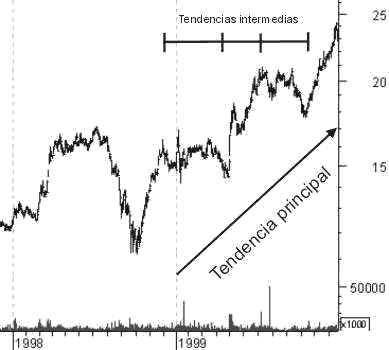 Tendencias intermedias
25
20
15
Tendencia principal
50000
x1000
1998
1999